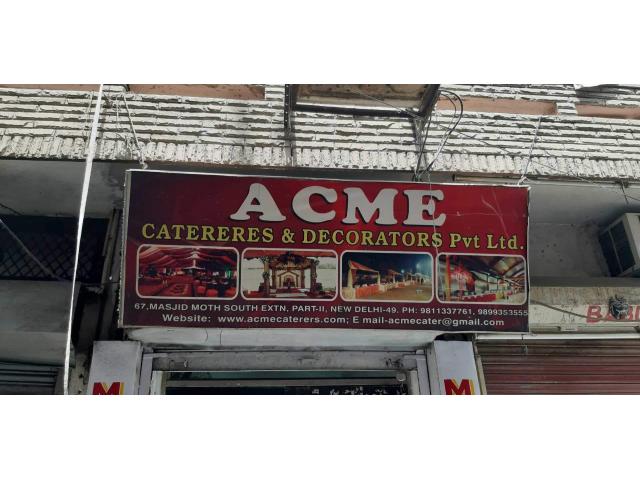 ACME
CATERERES & DECORATORS Pvt Ltd.
67,MASJID MOTH SOUTH EXTN, PART-II, NEW DELHI-49. PH: 9811337761, 9899353555
Website: www.acmecaterers.com; E mail-acmecater@gmail.com
M
M